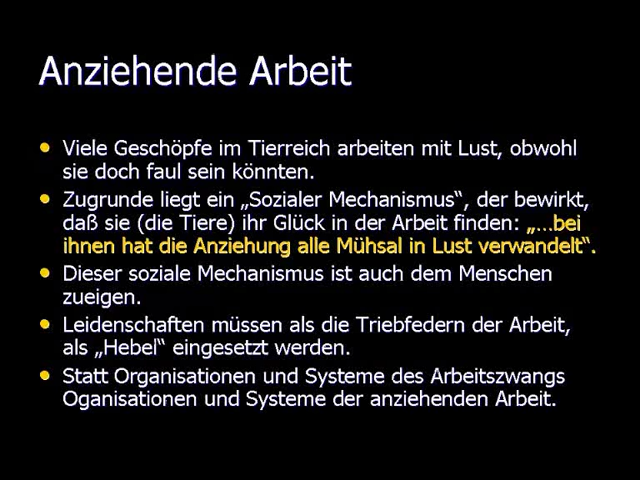 Anziehende Arbeit
• Viele Geschöpfe im Tierreich arbeiten mit Lust, obwohl
sie doch faul sein könnten.
• Zugrunde liegt ein „Sozialer Mechanismus“, der bewirkt,
daß sie (die Tiere) ihr Glück in der Arbeit finden: „...bei
ihnen hat die Anziehung alle Mühsal in Lust verwandelt“.
• Dieser soziale Mechanismus ist auch dem Menschen
zueigen.
• Leidenschaften müssen als die Triebfedern der Arbeit,
als „Hebel“ eingesetzt werden.
• Statt Organisationen und Systeme des Arbeitszwangs
Oganisationen und Systeme der anziehenden Arbeit.